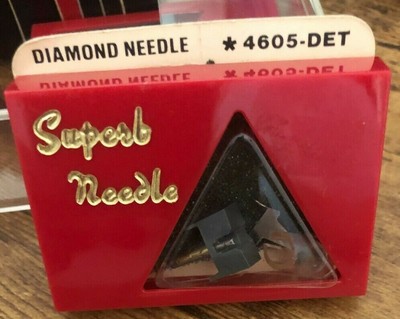 DIAMOND NEEDLE * 4605-DET
Superb
Needle